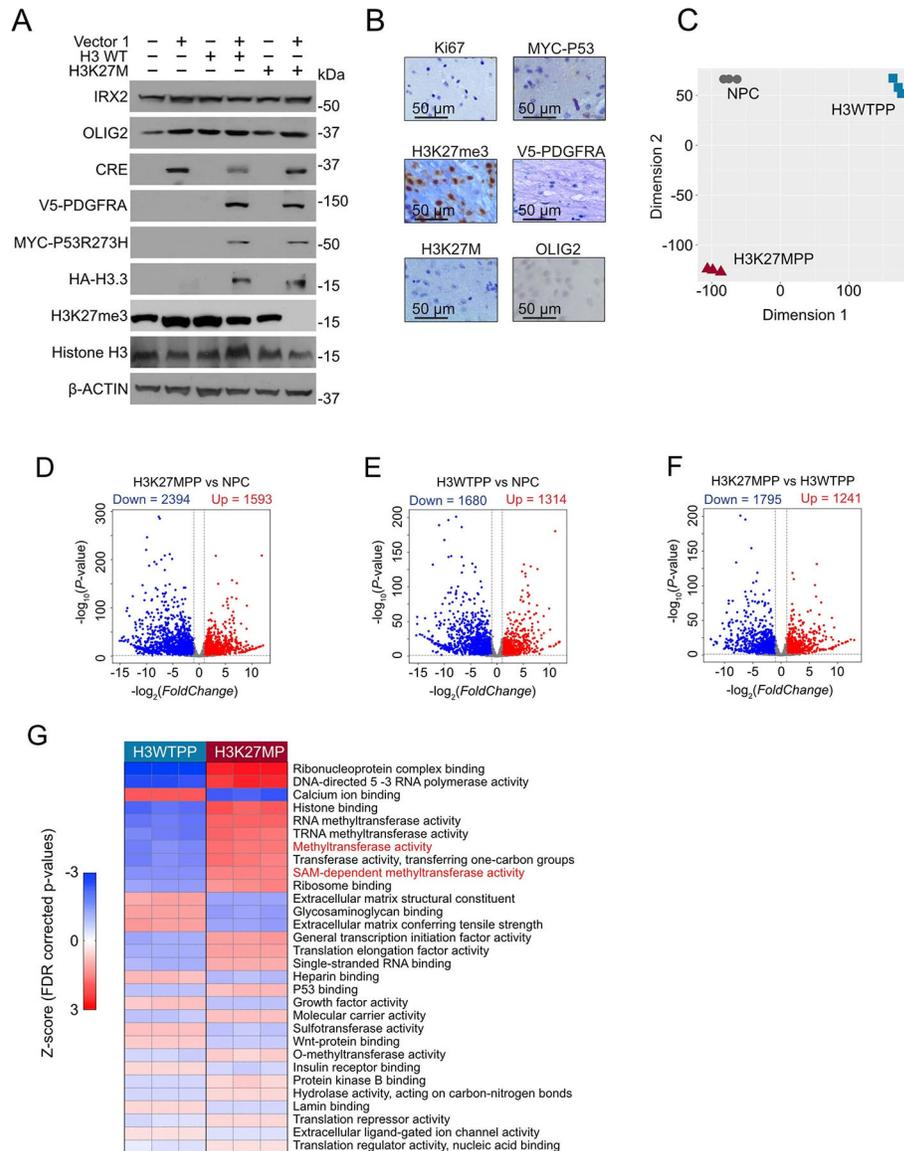 A
Vector 1 − + − + − +
H3 WT − − + + − −
H3K27M − − − − + +
kDa
IRX2
-50
OLIG2
-37
CRE
-37
V5-PDGFRA
-150
MYC-P53R273H
-50
HA-H3.3
-15
H3K27me3
-15
Histone H3
-15
β-ACTIN
-37
B
Ki67
50 µm
MYC-P53
50 µm
H3K27me3
50 µm
V5-PDGFRA
50 µm
H3K27M
50 µm
OLIG2
50 µm
C
Dimension 2
50
0
-50
-100
NPC
H3WTPP
H3K27MPP
-100 0 100
Dimension 1
D
H3K27MPP vs NPC
Down = 2394 Up = 1593
-log10(P-value)
300
200
100
0
-15 -10 -5 0 5 10
-log2(FoldChange)
E
H3WTPP vs NPC
Down = 1680 Up = 1314
-log10(P-value)
200
150
100
50
0
-15 -10 -5 0 5 10
-log2(FoldChange)
F
H3K27MPP vs H3WTPP
Down = 1795 Up = 1241
-log10(P-value)
200
150
100
50
0
-10 -5 0 5 10
-log2(FoldChange)
G
Z-score (FDR corrected p-values)
-3
0
3
H3WTPP H3K27MP
Ribonucleoprotein complex binding
DNA-directed 5 -3 RNA polymerase activity
Calcium ion binding
Histone binding
RNA methyltransferase activity
TRNA methyltransferase activity
Methyltransferase activity
Transferase activity, transferring one-carbon groups
SAM-dependent methyltransferase activity
Ribosome binding
Extracellular matrix structural constituent
Glycosaminoglycan binding
Extracellular matrix conferring tensile strength
General transcription initiation factor activity
Translation elongation factor activity
Single-stranded RNA binding
Heparin binding
P53 binding
Growth factor activity
Molecular carrier activity
Sulfotransferase activity
Wnt-protein binding
O-methyltransferase activity
Insulin receptor binding
Protein kinase B binding
Hydrolase activity, acting on carbon-nitrogen bonds
Lamin binding
Translation repressor activity
Extracellular ligand-gated ion channel activity
Translation regulator activity, nucleic acid binding